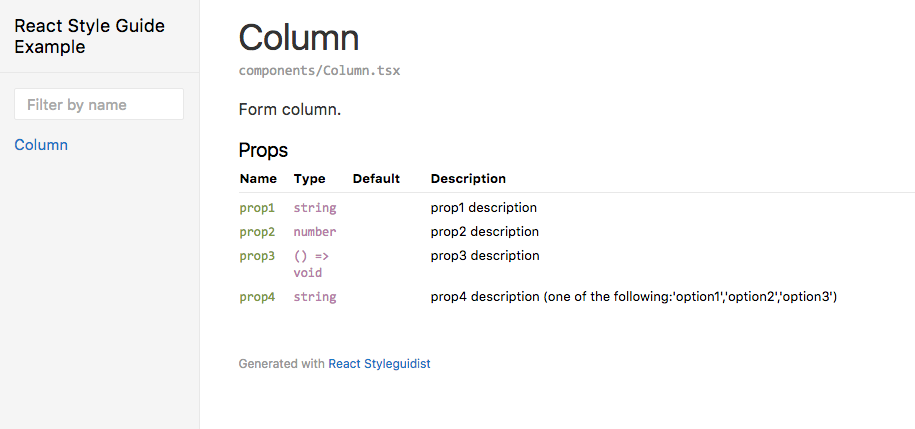 React Style Guide
Example
Filter by name
Column
Column
components/Column.tsx
Form column.
Props
Name Type Default Description
prop1 string prop1 description
prop2 number prop2 description
prop3 () => prop3 description
void
prop4 string prop4 description (one of the following:'option1','option2','option3')
Generated with React Styleguidist